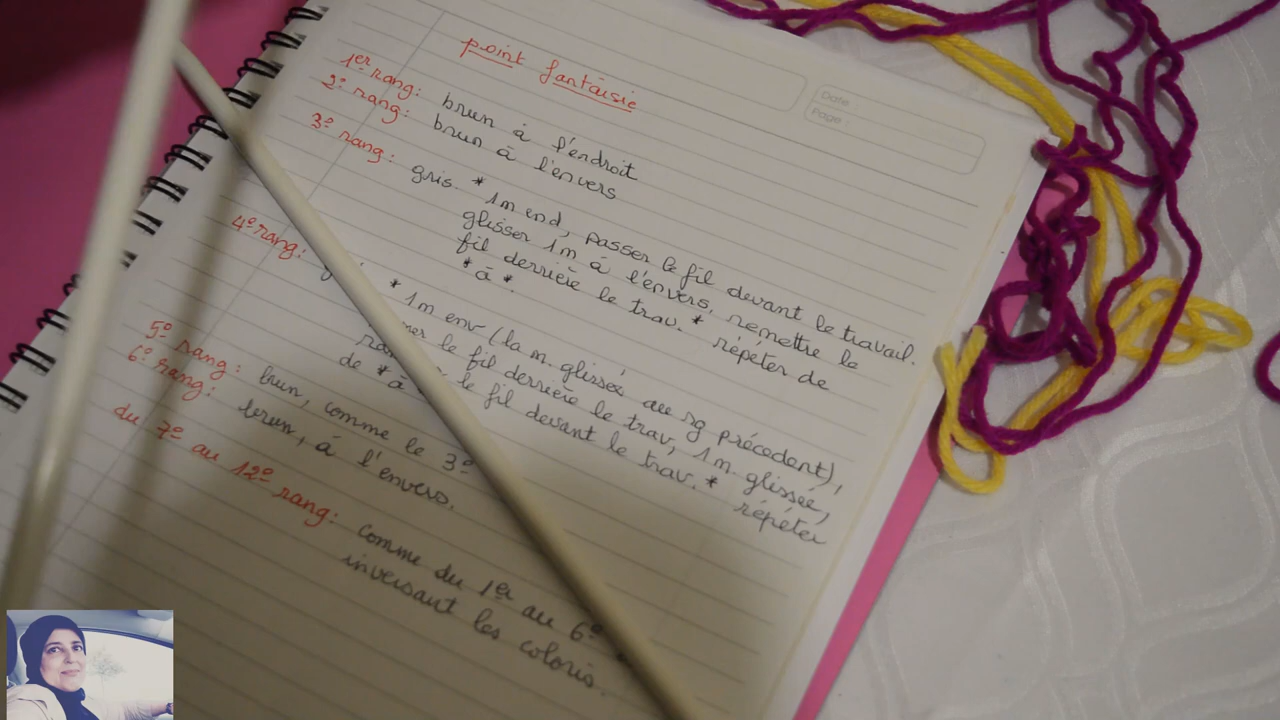 point fantaisie
Date :
Page :
1er rang: brun à l'endroit
2e rang: brun à l'envers
3e rang: gris. * 1m end, passer le fil devant le travail.
glisser 1m à l'envers, remettre le
fil derrière le trav. * répéter de
* à *.
4e rang: * 1m env (la m. glissée au rg précédent),
le fil derrière le trav, 1m glissée,
le fil devant le trav. * répéter
de * à
5e rang: brun, comme le 3e
6e rang: brun, à l'envers.
du 7e au 12e rang: comme du 1er au 6e
inversant les coloris.